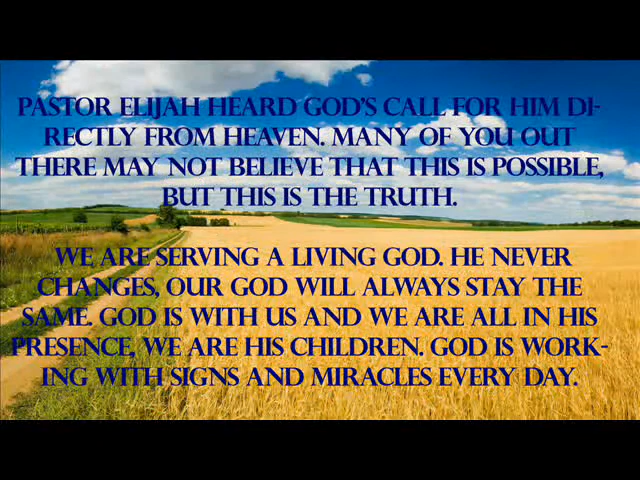 PASTOR ELIJAH HEARD GOD'S CALL FOR HIM DI-
RECTLY FROM HEAVEN. MANY OF YOU OUT
THERE MAY NOT BELIEVE THAT THIS IS POSSIBLE,
BUT THIS IS THE TRUTH.
WE ARE SERVING A LIVING GOD. HE NEVER
CHANGES, OUR GOD WILL ALWAYS STAY THE
SAME. GOD IS WITH US AND WE ARE ALL IN HIS
PRESENCE, WE ARE HIS CHILDREN. GOD IS WORK-
ING WITH SIGNS AND MIRACLES EVERY DAY.